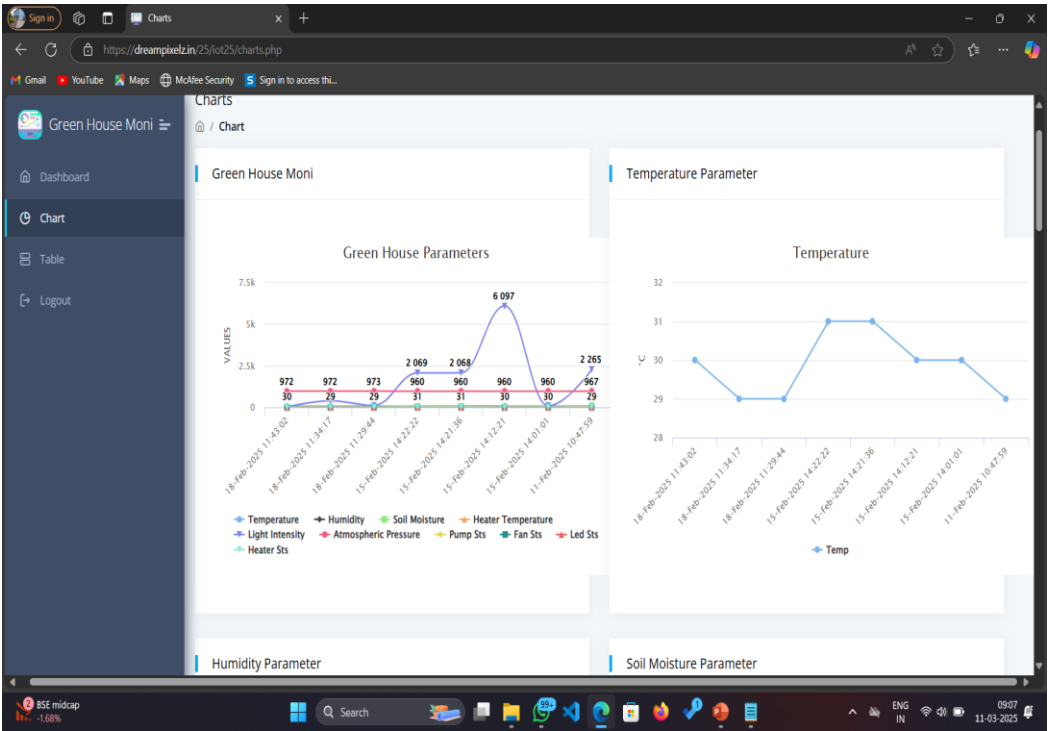 Sign in
Charts
https://dreampixelz.in/25/iot25/charts.php
Gmail YouTube Maps McAfee Security Sign in to access thi...
Green House Moni
Dashboard
Chart
Table
Logout
Charts
/ Chart
Green House Moni
Green House Parameters
VALUES
7.5k
5k
2.5k
0
6 097
2 069 2 068 2 265
972 972 973 960 960 960 960 967
30 29 29 31 31 30 30 29
18-Feb-2025 11:43:02
18-Feb-2025 11:34:17
18-Feb-2025 11:29:44
15-Feb-2025 14:22:22
15-Feb-2025 14:21:36
15-Feb-2025 14:12:21
15-Feb-2025 14:01:01
11-Feb-2025 10:47:59
Temperature Humidity Soil Moisture Heater Temperature
Light Intensity Atmospheric Pressure Pump Sts Fan Sts Led Sts
Heater Sts
Temperature Parameter
Temperature
°C
32
31
30
29
28
18-Feb-2025 11:43:02
18-Feb-2025 11:34:17
18-Feb-2025 11:29:44
15-Feb-2025 14:22:22
15-Feb-2025 14:21:36
15-Feb-2025 14:12:21
15-Feb-2025 14:01:01
11-Feb-2025 10:47:59
Temp
Humidity Parameter
Soil Moisture Parameter
2
BSE midcap
-1.68%
Search
99+
1
ENG
IN
09:07
11-03-2025